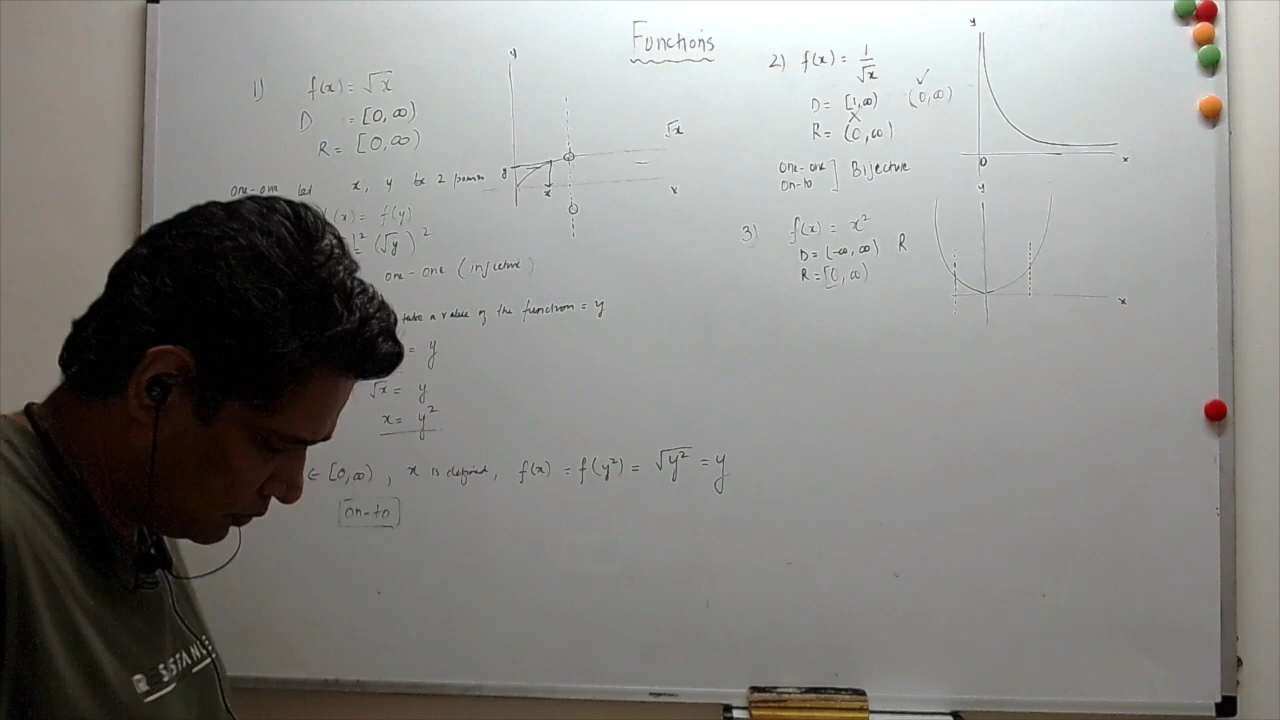 Functions
1) f(x) = √x
D = [0, ∞)
R = [0, ∞)
one-one let x, y be 2
(x) = f(y)
(√y)²
one-one (injective)
take a value of the function = y
= y
√x = y
x = y²
∈ [0, ∞), x is defined, f(x) = f(y²) = √y² = y
on-to
y
√x
y
x
x
2) f(x) = 1/√x
D = [1, ∞) (0, ∞) ✓
x
R = (0, ∞)
one-one
on-to ] Bijective
y
0
x
3) f(x) = x²
D = (-∞, ∞) R
R = [0, ∞)
y
x
RESISTANCE